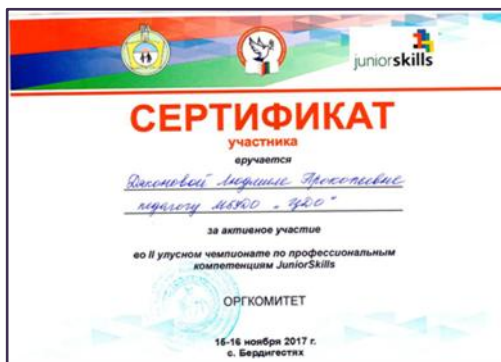 juniorskills
СЕРТИФИКАТ
участника
вручается
Дьяконовой Людмиле Прокопьевне
педагогу МБУДО „ЦДО"
за активное участие
во II улусном чемпионате по профессиональным
компетенциям JuniorSkills
ОРГКОМИТЕТ
15-16 ноября 2017 г.
с. Бердигестях